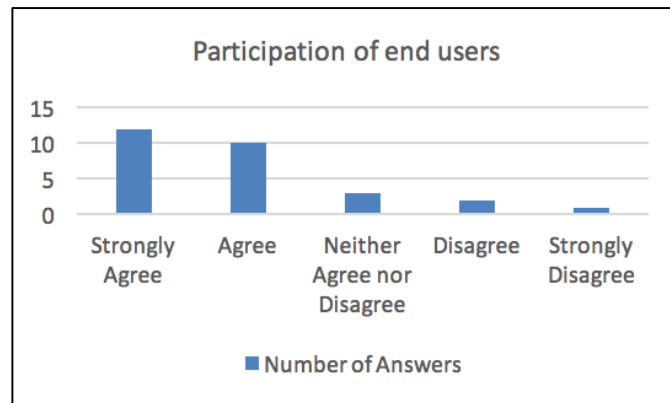 Participation of end users
15
10
5
0
Strongly Agree
Agree
Neither Agree nor Disagree
Disagree
Strongly Disagree
Number of Answers